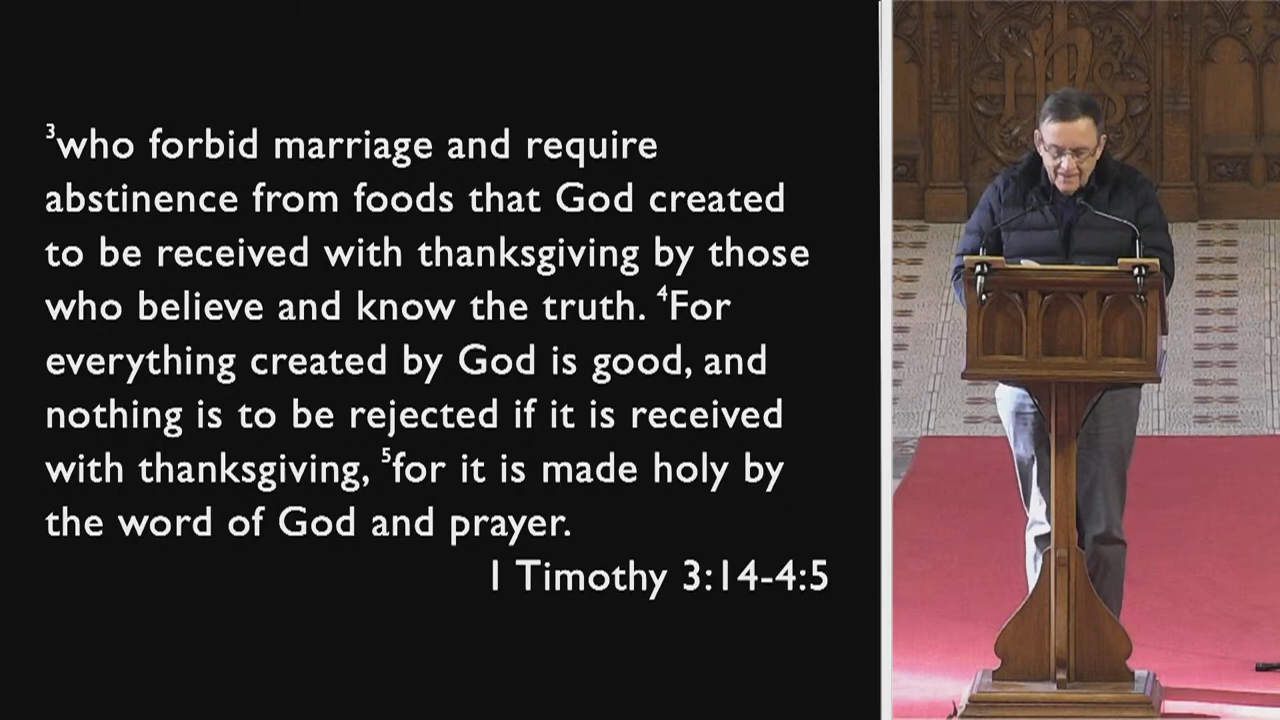 ³who forbid marriage and require
abstinence from foods that God created
to be received with thanksgiving by those
who believe and know the truth. ⁴For
everything created by God is good, and
nothing is to be rejected if it is received
with thanksgiving, ⁵for it is made holy by
the word of God and prayer.
1 Timothy 3:14-4:5